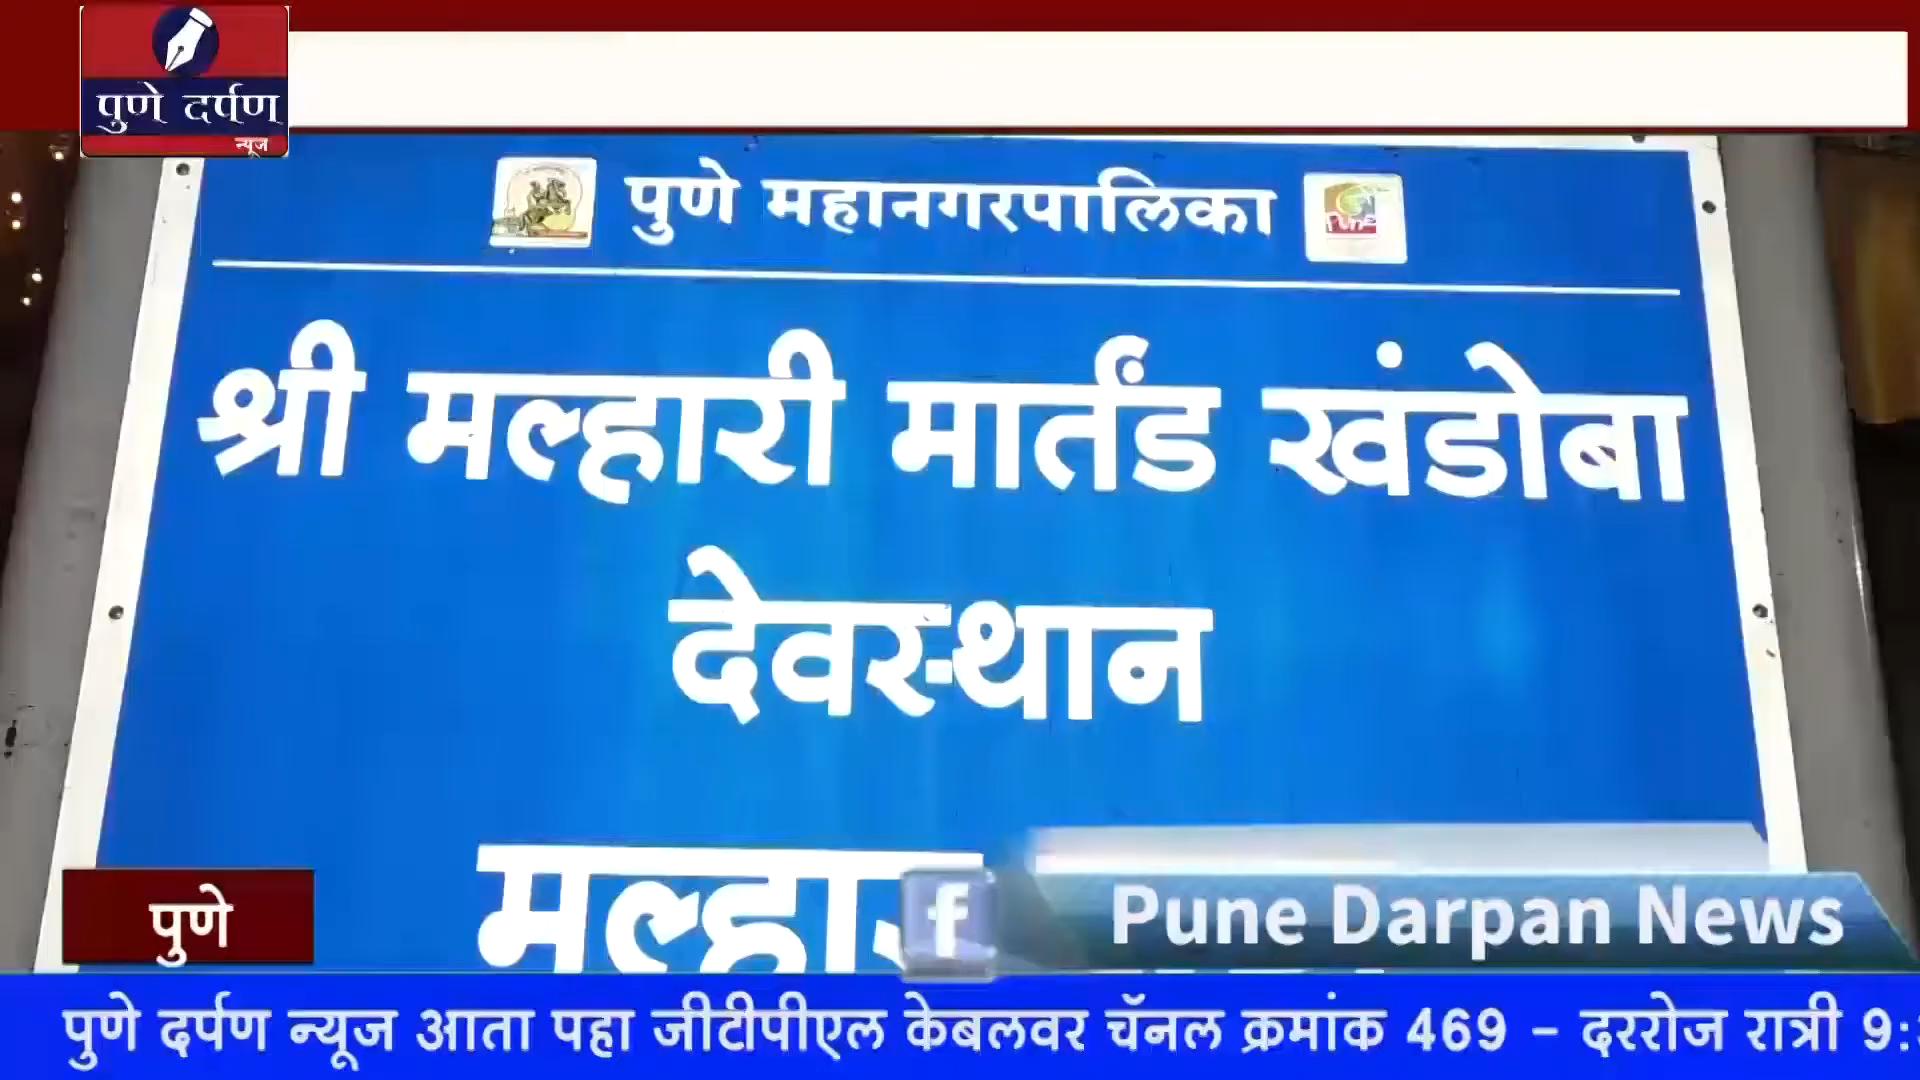 पुणे दर्पण
न्यूज
पुणे महानगरपालिका
श्री मल्हारी मार्तंड खंडोबा
देवस्थान
पुणे
Pune Darpan News
पुणे दर्पण न्यूज आता पहा जीटीपीएल केबलवर चॅनल क्रमांक 469 - दररोज रात्री